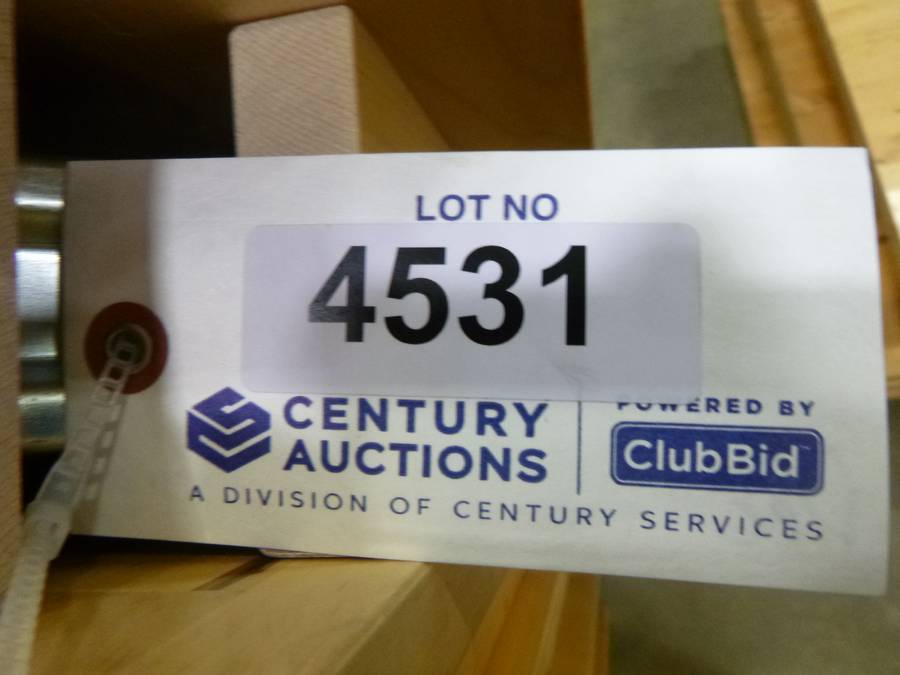 LOT NO
4531
CENTURY
AUCTIONS
A DIVISION OF CENTURY SERVICES
POWERED BY
ClubBid